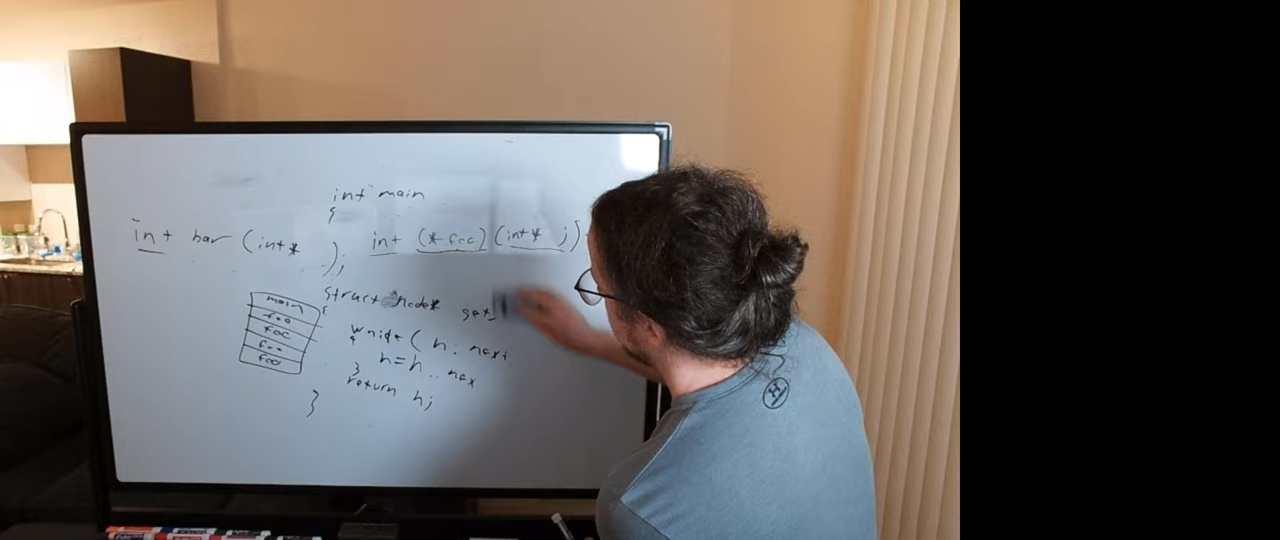 int main
{
int bar (int* ); int (*foo) (int* j)
struct node* get_
{
while ( h. next
{
h=h .. nex
}
return h;
}
main
foo
foo
foo
foo